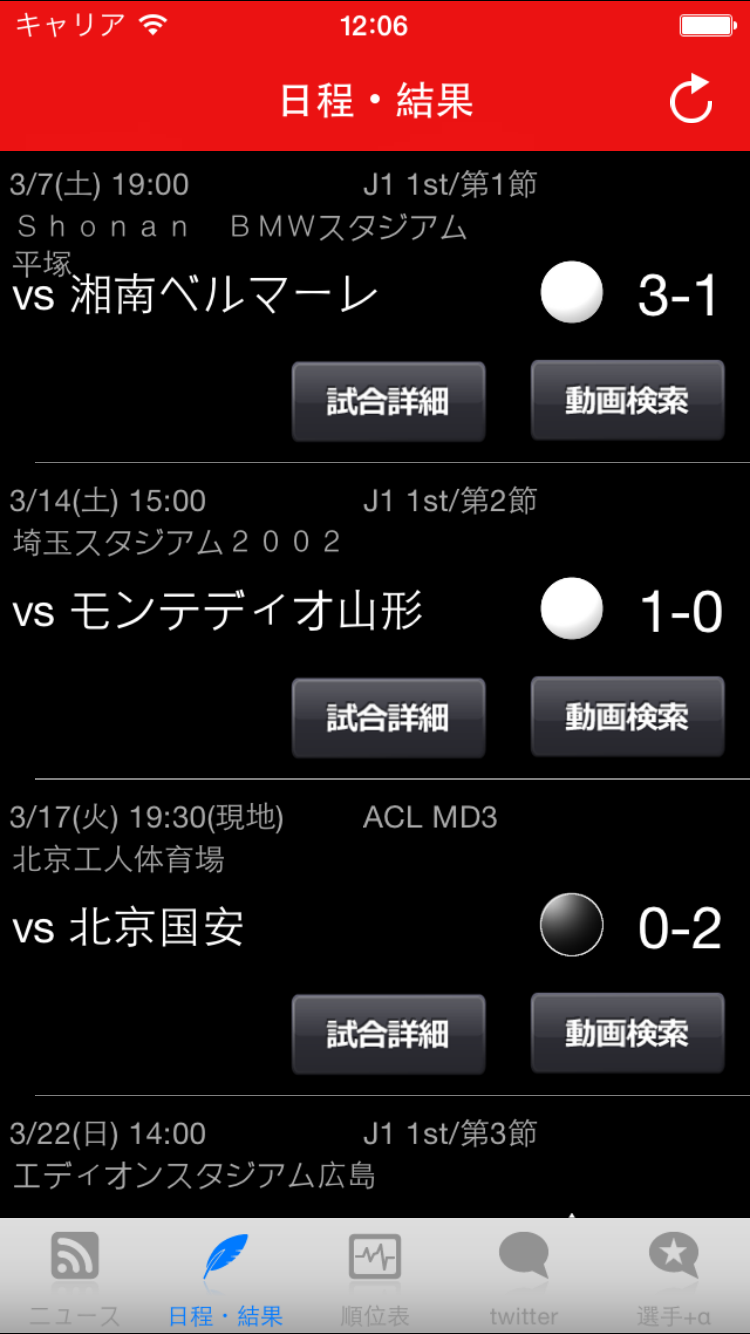 キャリア 12:06
日程・結果
3/7(土) 19:00 J1 1st/第1節
Ｓｈｏｎａｎ　ＢＭＷスタジアム
平塚
vs 湘南ベルマーレ 3-1
試合詳細 動画検索
3/14(土) 15:00 J1 1st/第2節
埼玉スタジアム２００２
vs モンテディオ山形 1-0
試合詳細 動画検索
3/17(火) 19:30(現地) ACL MD3
北京工人体育場
vs 北京国安 0-2
試合詳細 動画検索
3/22(日) 14:00 J1 1st/第3節
エディオンスタジアム広島
ニュース 日程・結果 順位表 twitter 選手+α